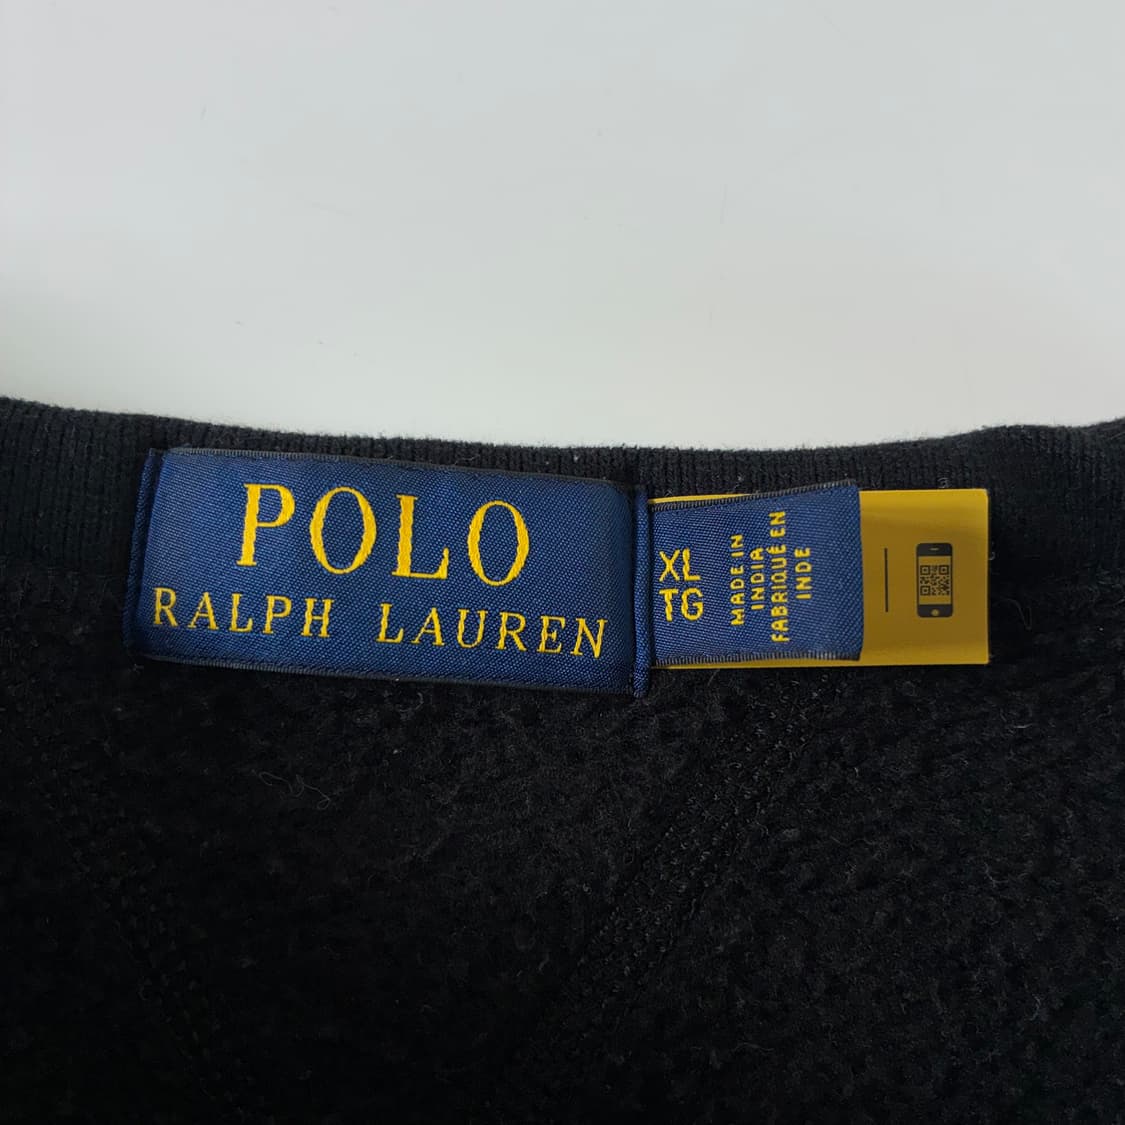 POLO
RALPH LAUREN
XL
TG
MADE IN
INDIA
FABRIQUÉ EN
INDE